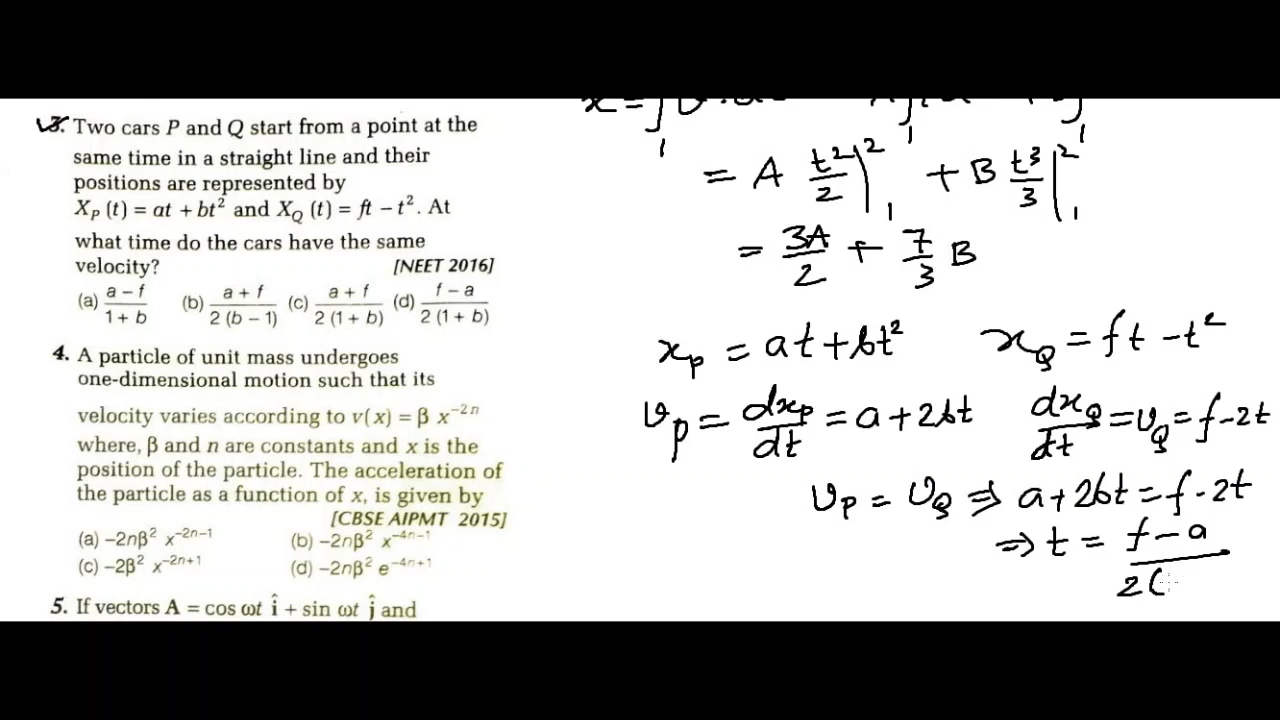 3. Two cars P and Q start from a point at the
same time in a straight line and their
positions are represented by
X_P (t) = at + bt² and X_Q (t) = ft − t². At
what time do the cars have the same
velocity? [NEET 2016]
(a) a − f / 1 + b (b) a + f / 2 (b − 1) (c) a + f / 2 (1 + b) (d) f − a / 2 (1 + b)
4. A particle of unit mass undergoes
one-dimensional motion such that its
velocity varies according to v(x) = β x⁻²ⁿ
where, β and n are constants and x is the
position of the particle. The acceleration of
the particle as a function of x, is given by
[CBSE AIPMT 2015]
(a) −2nβ² x⁻²ⁿ⁻¹ (b) −2nβ² x⁻⁴ⁿ⁻¹
(c) −2β² x⁻²ⁿ⁺¹ (d) −2nβ² e⁻⁴ⁿ⁺¹
5. If vectors A = cos ωt î + sin ωt ĵ and
= A t²/2 |₁² + B t³/3 |₁²
= 3A/2 + 7/3 B
x_P = at + bt² x_Q = ft − t²
v_P = dx_P/dt = a + 2bt dx_Q/dt = v_Q = f − 2t
v_P = v_Q ⇒ a + 2bt = f − 2t
⇒ t = f − a / 2(